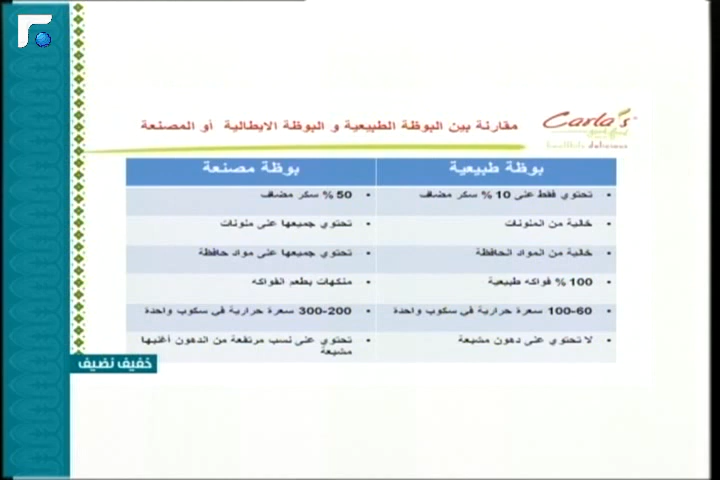 Carla's
healthily delicious
مقارنة بين البوظة الطبيعية و البوظة الايطالية أو المصنعة
بوظة طبيعية
بوظة مصنعة
• تحتوي فقط على 10 % سكر مضاف
• 50 % سكر مضاف
• خالية من الملونات
• تحتوي جميعها على ملونات
• خالية من المواد الحافظة
• تحتوي جميعها على مواد حافظة
• 100 % فواكه طبيعية
• منكهات بطعم الفواكه
• 100-60 سعرة حرارية في سكوب واحدة
• 300-200 سعرة حرارية في سكوب واحدة
• لا تحتوي على دهون مشبعة
• تحتوي على نسب مرتفعة من الدهون أغلبها
مشبعة
خفيف نضيف